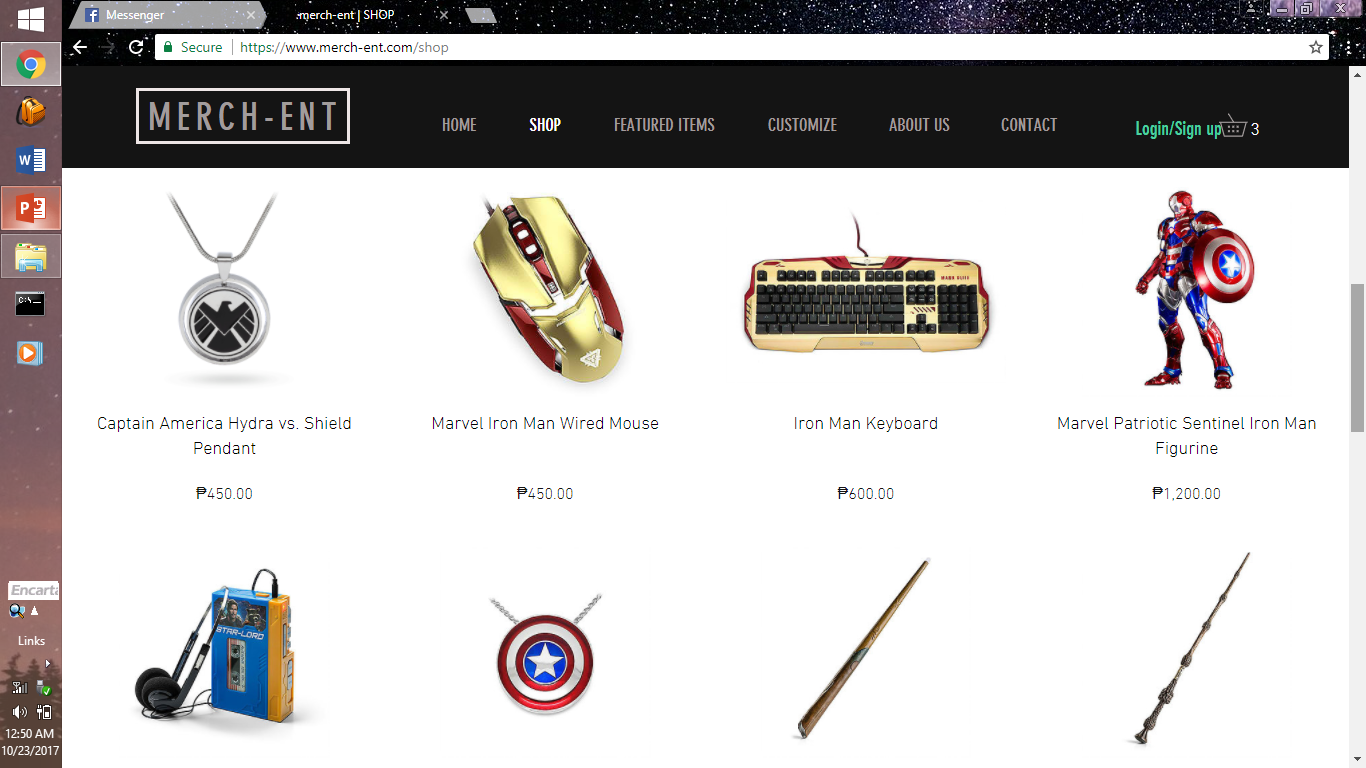 Messenger
merch-ent | SHOP
Secure
https://www.merch-ent.com/shop
MERCH-ENT
HOME
SHOP
FEATURED ITEMS
CUSTOMIZE
ABOUT US
CONTACT
Login/Sign up
3
Captain America Hydra vs. Shield
Pendant
₱450.00
Marvel Iron Man Wired Mouse
₱450.00
Iron Man Keyboard
₱600.00
Marvel Patriotic Sentinel Iron Man
Figurine
₱1,200.00
STAR-LORD
Encarta
Links
12:50 AM
10/23/2017